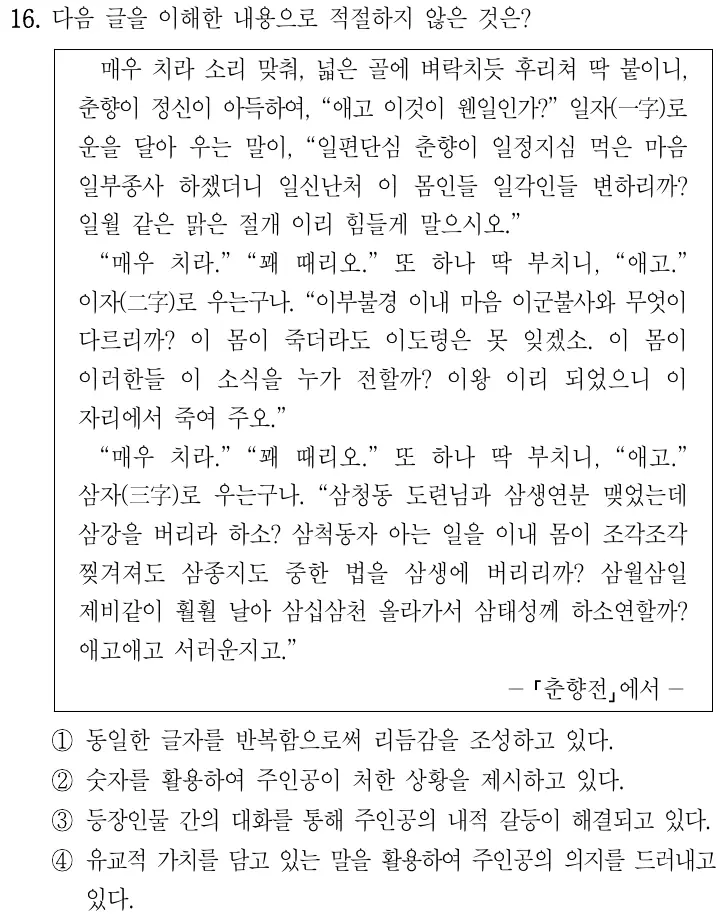 16. 다음 글을 이해한 내용으로 적절하지 않은 것은?
매우 치라 소리 맞춰, 넓은 골에 벼락치듯 후리쳐 딱 붙이니,
춘향이 정신이 아득하여, “애고 이것이 웬일인가?” 일자(一字)로
운을 달아 우는 말이, “일편단심 춘향이 일정지심 먹은 마음
일부종사 하쟀더니 일신난처 이 몸인들 일각인들 변하리까?
일월 같은 맑은 절개 이리 힘들게 말으시오.”
“매우 치라.” “꽤 때리오.” 또 하나 딱 부치니, “애고.”
이자(二字)로 우는구나. “이부불경 이내 마음 이군불사와 무엇이
다르리까? 이 몸이 죽더라도 이도령은 못 잊겠소. 이 몸이
이러한들 이 소식을 누가 전할까? 이왕 이리 되었으니 이
자리에서 죽여 주오.”
“매우 치라.” “꽤 때리오.” 또 하나 딱 부치니, “애고.”
삼자(三字)로 우는구나. “삼청동 도련님과 삼생연분 맺었는데
삼강을 버리라 하소? 삼척동자 아는 일을 이내 몸이 조각조각
찢겨져도 삼종지도 중한 법을 삼생에 버리리까? 삼월삼일
제비같이 훨훨 날아 삼십삼천 올라가서 삼태성께 하소연할까?
애고애고 서러운지고.”
－｢춘향전｣에서－
① 동일한 글자를 반복함으로써 리듬감을 조성하고 있다.
② 숫자를 활용하여 주인공이 처한 상황을 제시하고 있다.
③ 등장인물 간의 대화를 통해 주인공의 내적 갈등이 해결되고 있다.
④ 유교적 가치를 담고 있는 말을 활용하여 주인공의 의지를 드러내고
있다.